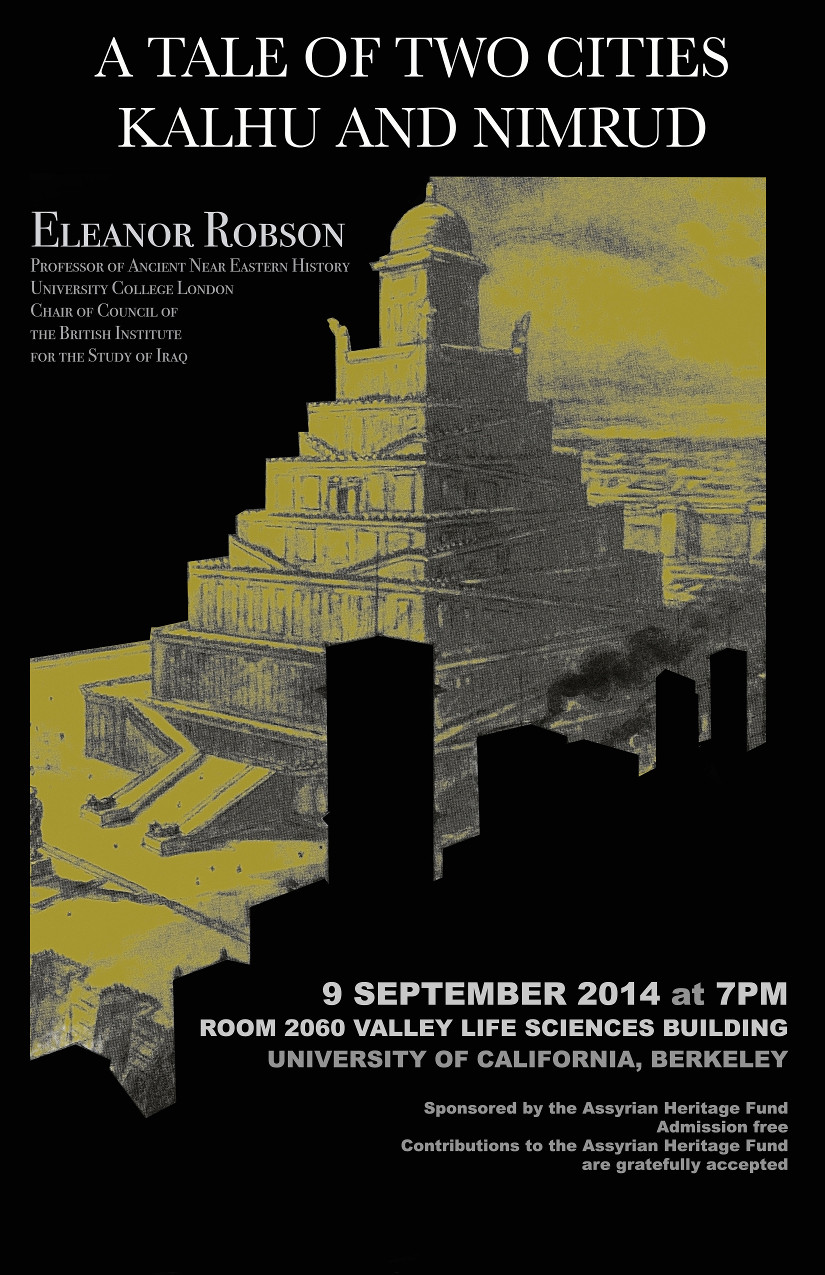 A TALE OF TWO CITIES
KALHU AND NIMRUD
ELEANOR ROBSON
PROFESSOR OF ANCIENT NEAR EASTERN HISTORY
UNIVERSITY COLLEGE LONDON
CHAIR OF COUNCIL OF
THE BRITISH INSTITUTE
FOR THE STUDY OF IRAQ
9 SEPTEMBER 2014 at 7PM
ROOM 2060 VALLEY LIFE SCIENCES BUILDING
UNIVERSITY OF CALIFORNIA, BERKELEY
Sponsored by the Assyrian Heritage Fund
Admission free
Contributions to the Assyrian Heritage Fund
are gratefully accepted